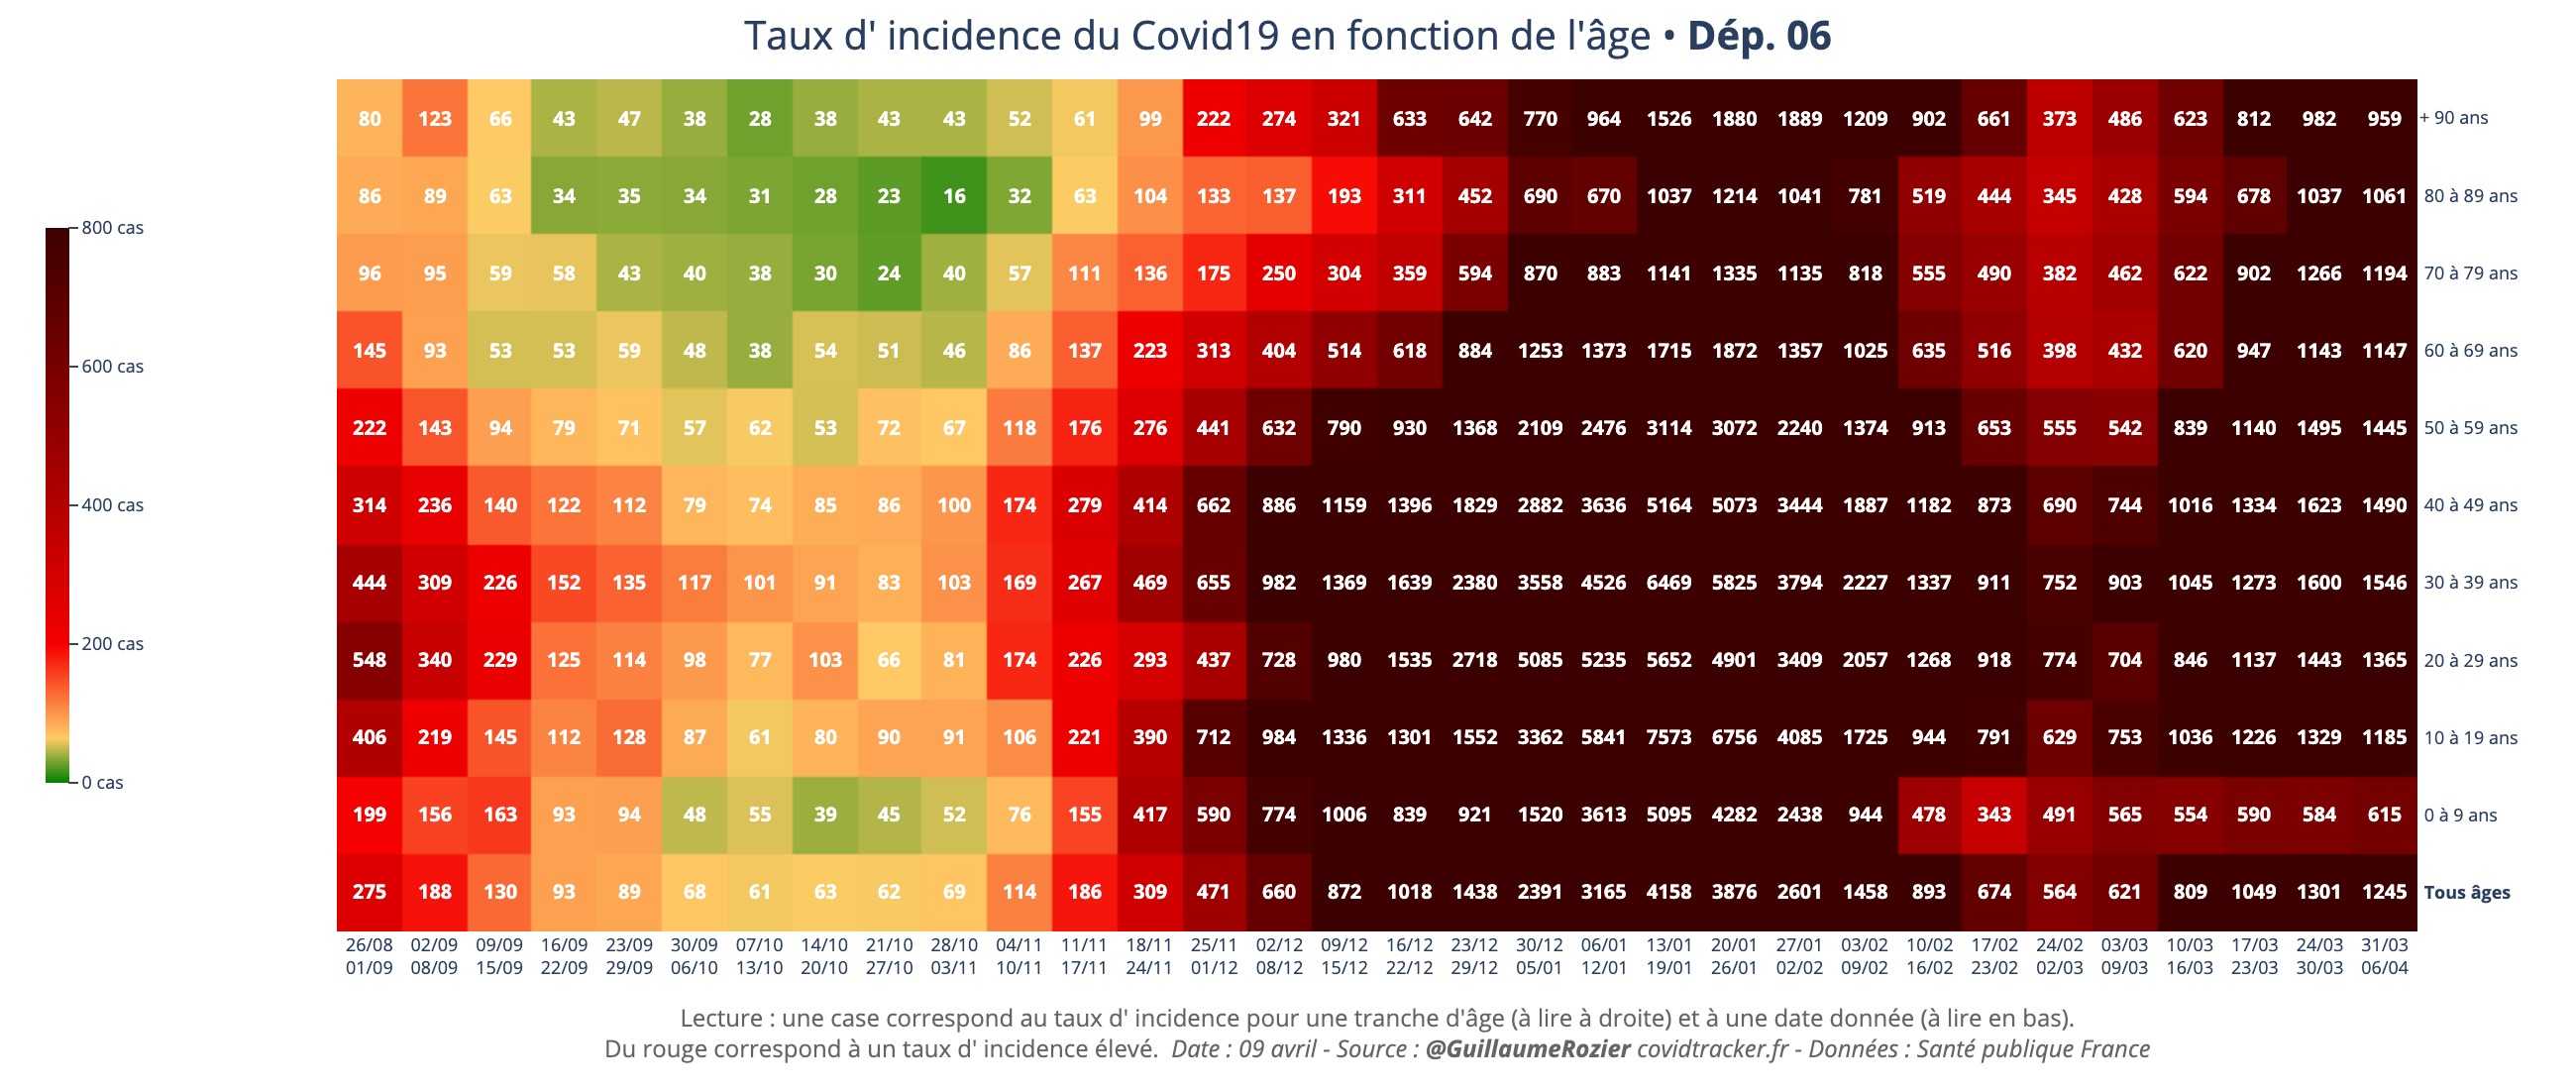 Taux d' incidence du Covid19 en fonction de l'âge • Dép. 06
80 123 66 43 47 38 28 38 43 43 52 61 99 222 274 321 633 642 770 964 1526 1880 1889 1209 902 661 373 486 623 812 982 959 + 90 ans
86 89 63 34 35 34 31 28 23 16 32 63 104 133 137 193 311 452 690 670 1037 1214 1041 781 519 444 345 428 594 678 1037 1061 80 à 89 ans
96 95 59 58 43 40 38 30 24 40 57 111 136 175 250 304 359 594 870 883 1141 1335 1135 818 555 490 382 462 622 902 1266 1194 70 à 79 ans
145 93 53 53 59 48 38 54 51 46 86 137 223 313 404 514 618 884 1253 1373 1715 1872 1357 1025 635 516 398 432 620 947 1143 1147 60 à 69 ans
222 143 94 79 71 57 62 53 72 67 118 176 276 441 632 790 930 1368 2109 2476 3114 3072 2240 1374 913 653 555 542 839 1140 1495 1445 50 à 59 ans
314 236 140 122 112 79 74 85 86 100 174 279 414 662 886 1159 1396 1829 2882 3636 5164 5073 3444 1887 1182 873 690 744 1016 1334 1623 1490 40 à 49 ans
444 309 226 152 135 117 101 91 83 103 169 267 469 655 982 1369 1639 2380 3558 4526 6469 5825 3794 2227 1337 911 752 903 1045 1273 1600 1546 30 à 39 ans
548 340 229 125 114 98 77 103 66 81 174 226 293 437 728 980 1535 2718 5085 5235 5652 4901 3409 2057 1268 918 774 704 846 1137 1443 1365 20 à 29 ans
406 219 145 112 128 87 61 80 90 91 106 221 390 712 984 1336 1301 1552 3362 5841 7573 6756 4085 1725 944 791 629 753 1036 1226 1329 1185 10 à 19 ans
199 156 163 93 94 48 55 39 45 52 76 155 417 590 774 1006 839 921 1520 3613 5095 4282 2438 944 478 343 491 565 554 590 584 615 0 à 9 ans
275 188 130 93 89 68 61 63 62 69 114 186 309 471 660 872 1018 1438 2391 3165 4158 3876 2601 1458 893 674 564 621 809 1049 1301 1245 Tous âges
26/08 02/09 09/09 16/09 23/09 30/09 07/10 14/10 21/10 28/10 04/11 11/11 18/11 25/11 02/12 09/12 16/12 23/12 30/12 06/01 13/01 20/01 27/01 03/02 10/02 17/02 24/02 03/03 10/03 17/03 24/03 31/03
01/09 08/09 15/09 22/09 29/09 06/10 13/10 20/10 27/10 03/11 10/11 17/11 24/11 01/12 08/12 15/12 22/12 29/12 05/01 12/01 19/01 26/01 02/02 09/02 16/02 23/02 02/03 09/03 16/03 23/03 30/03 06/04
800 cas
600 cas
400 cas
200 cas
0 cas
Lecture : une case correspond au taux d' incidence pour une tranche d'âge (à lire à droite) et à une date donnée (à lire en bas).
Du rouge correspond à un taux d' incidence élevé. Date : 09 avril - Source : @GuillaumeRozier covidtracker.fr - Données : Santé publique France